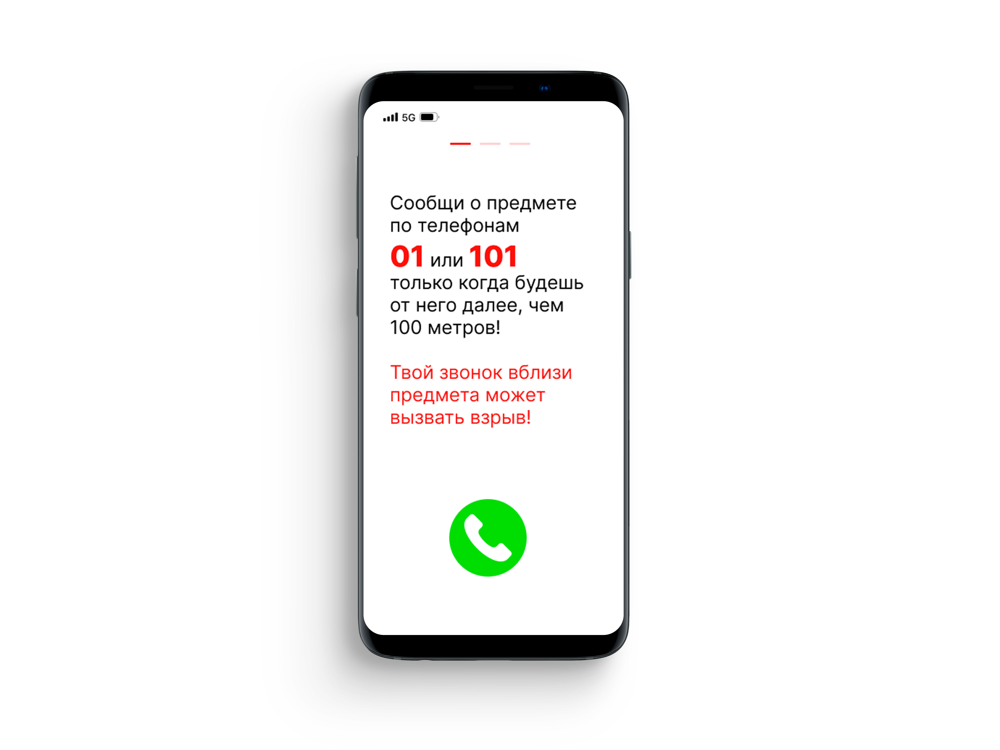 5G
Сообщи о предмете
по телефонам
01 или 101
только когда будешь
от него далее, чем
100 метров!
Твой звонок вблизи
предмета может
вызвать взрыв!